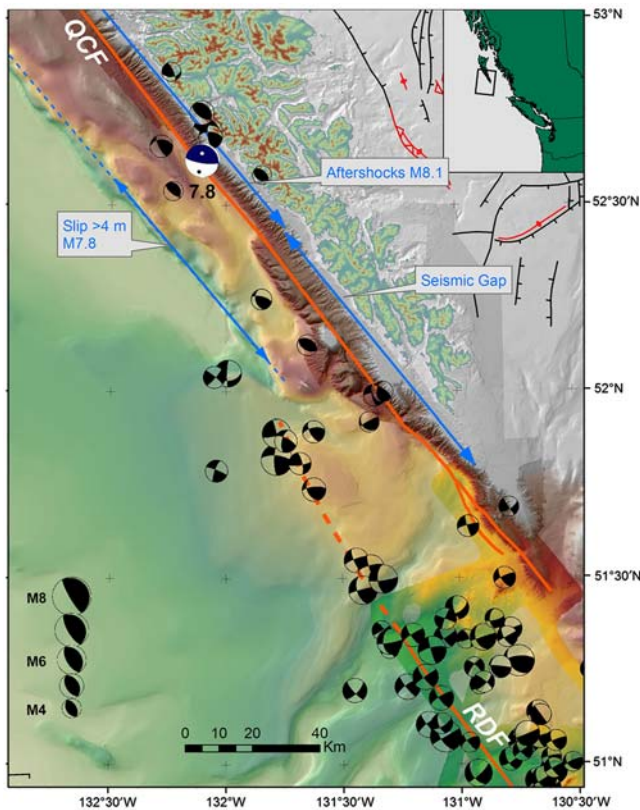 53°N
QCF
Aftershocks M8.1
7.8
52°30'N
Slip >4 m
M7.8
Seismic Gap
52°N
51°30'N
M8
M6
M4
RDF
0 10 20 40
Km
51°N
132°30'W
132°W
131°30'W
131°W
130°30'W